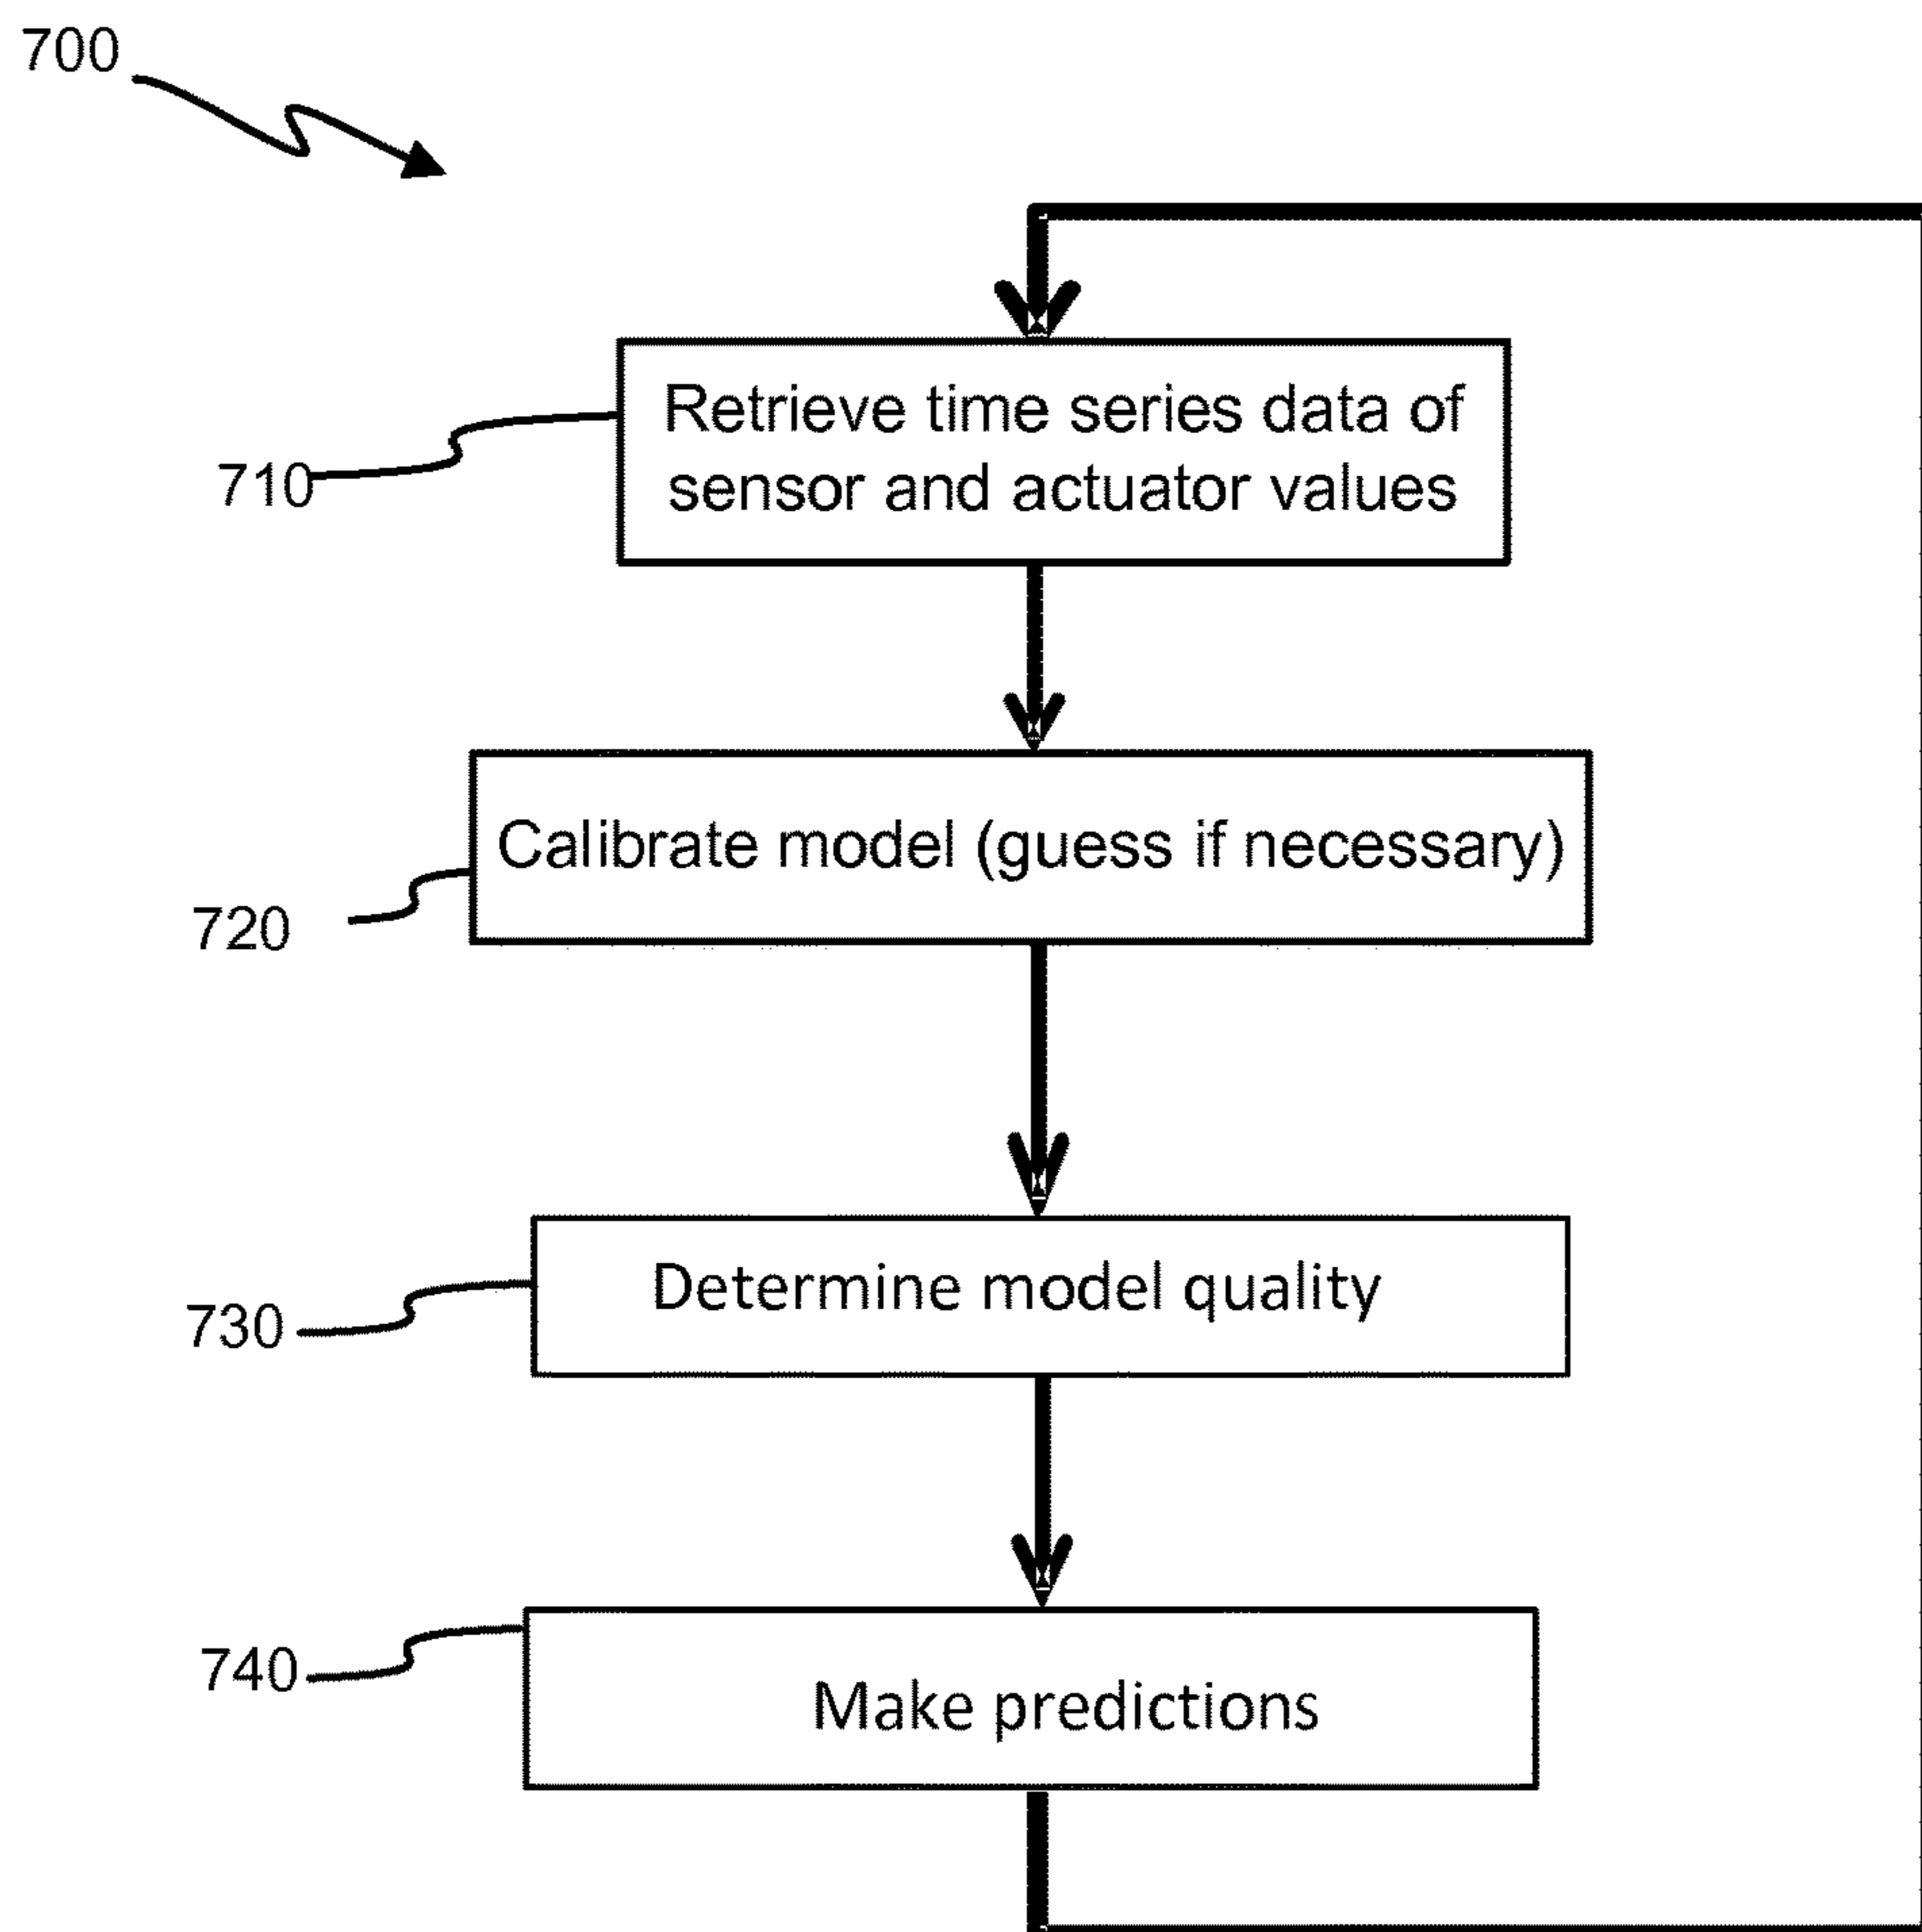 700
Retrieve time series data of
sensor and actuator values
710
Calibrate model (guess if necessary)
720
Determine model quality
730
740
Make predictions